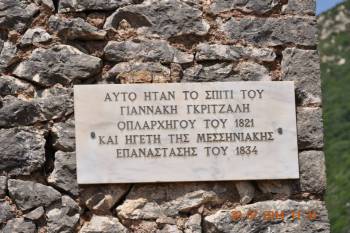 ΑΥΤΟ ΗΤΑΝ ΤΟ ΣΠΙΤΙ ΤΟΥ
ΓΙΑΝΝΑΚΗ ΓΚΡΙΤΖΑΛΗ
ΟΠΛΑΡΧΗΓΟΥ ΤΟΥ 1821
ΚΑΙ ΗΓΕΤΗ ΤΗΣ ΜΕΣΣΗΝΙΑΚΗΣ
ΕΠΑΝΑΣΤΑΣΗΣ ΤΟΥ 1834